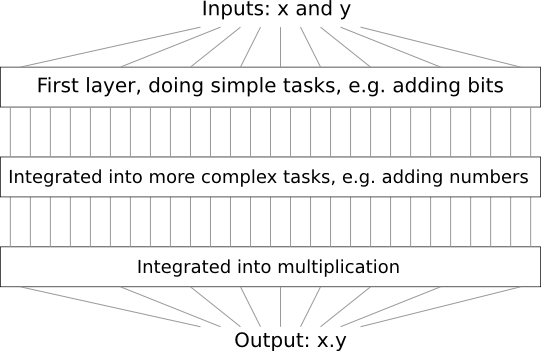 Inputs: x and y
First layer, doing simple tasks, e.g. adding bits
Integrated into more complex tasks, e.g. adding numbers
Integrated into multiplication
Output: x.y